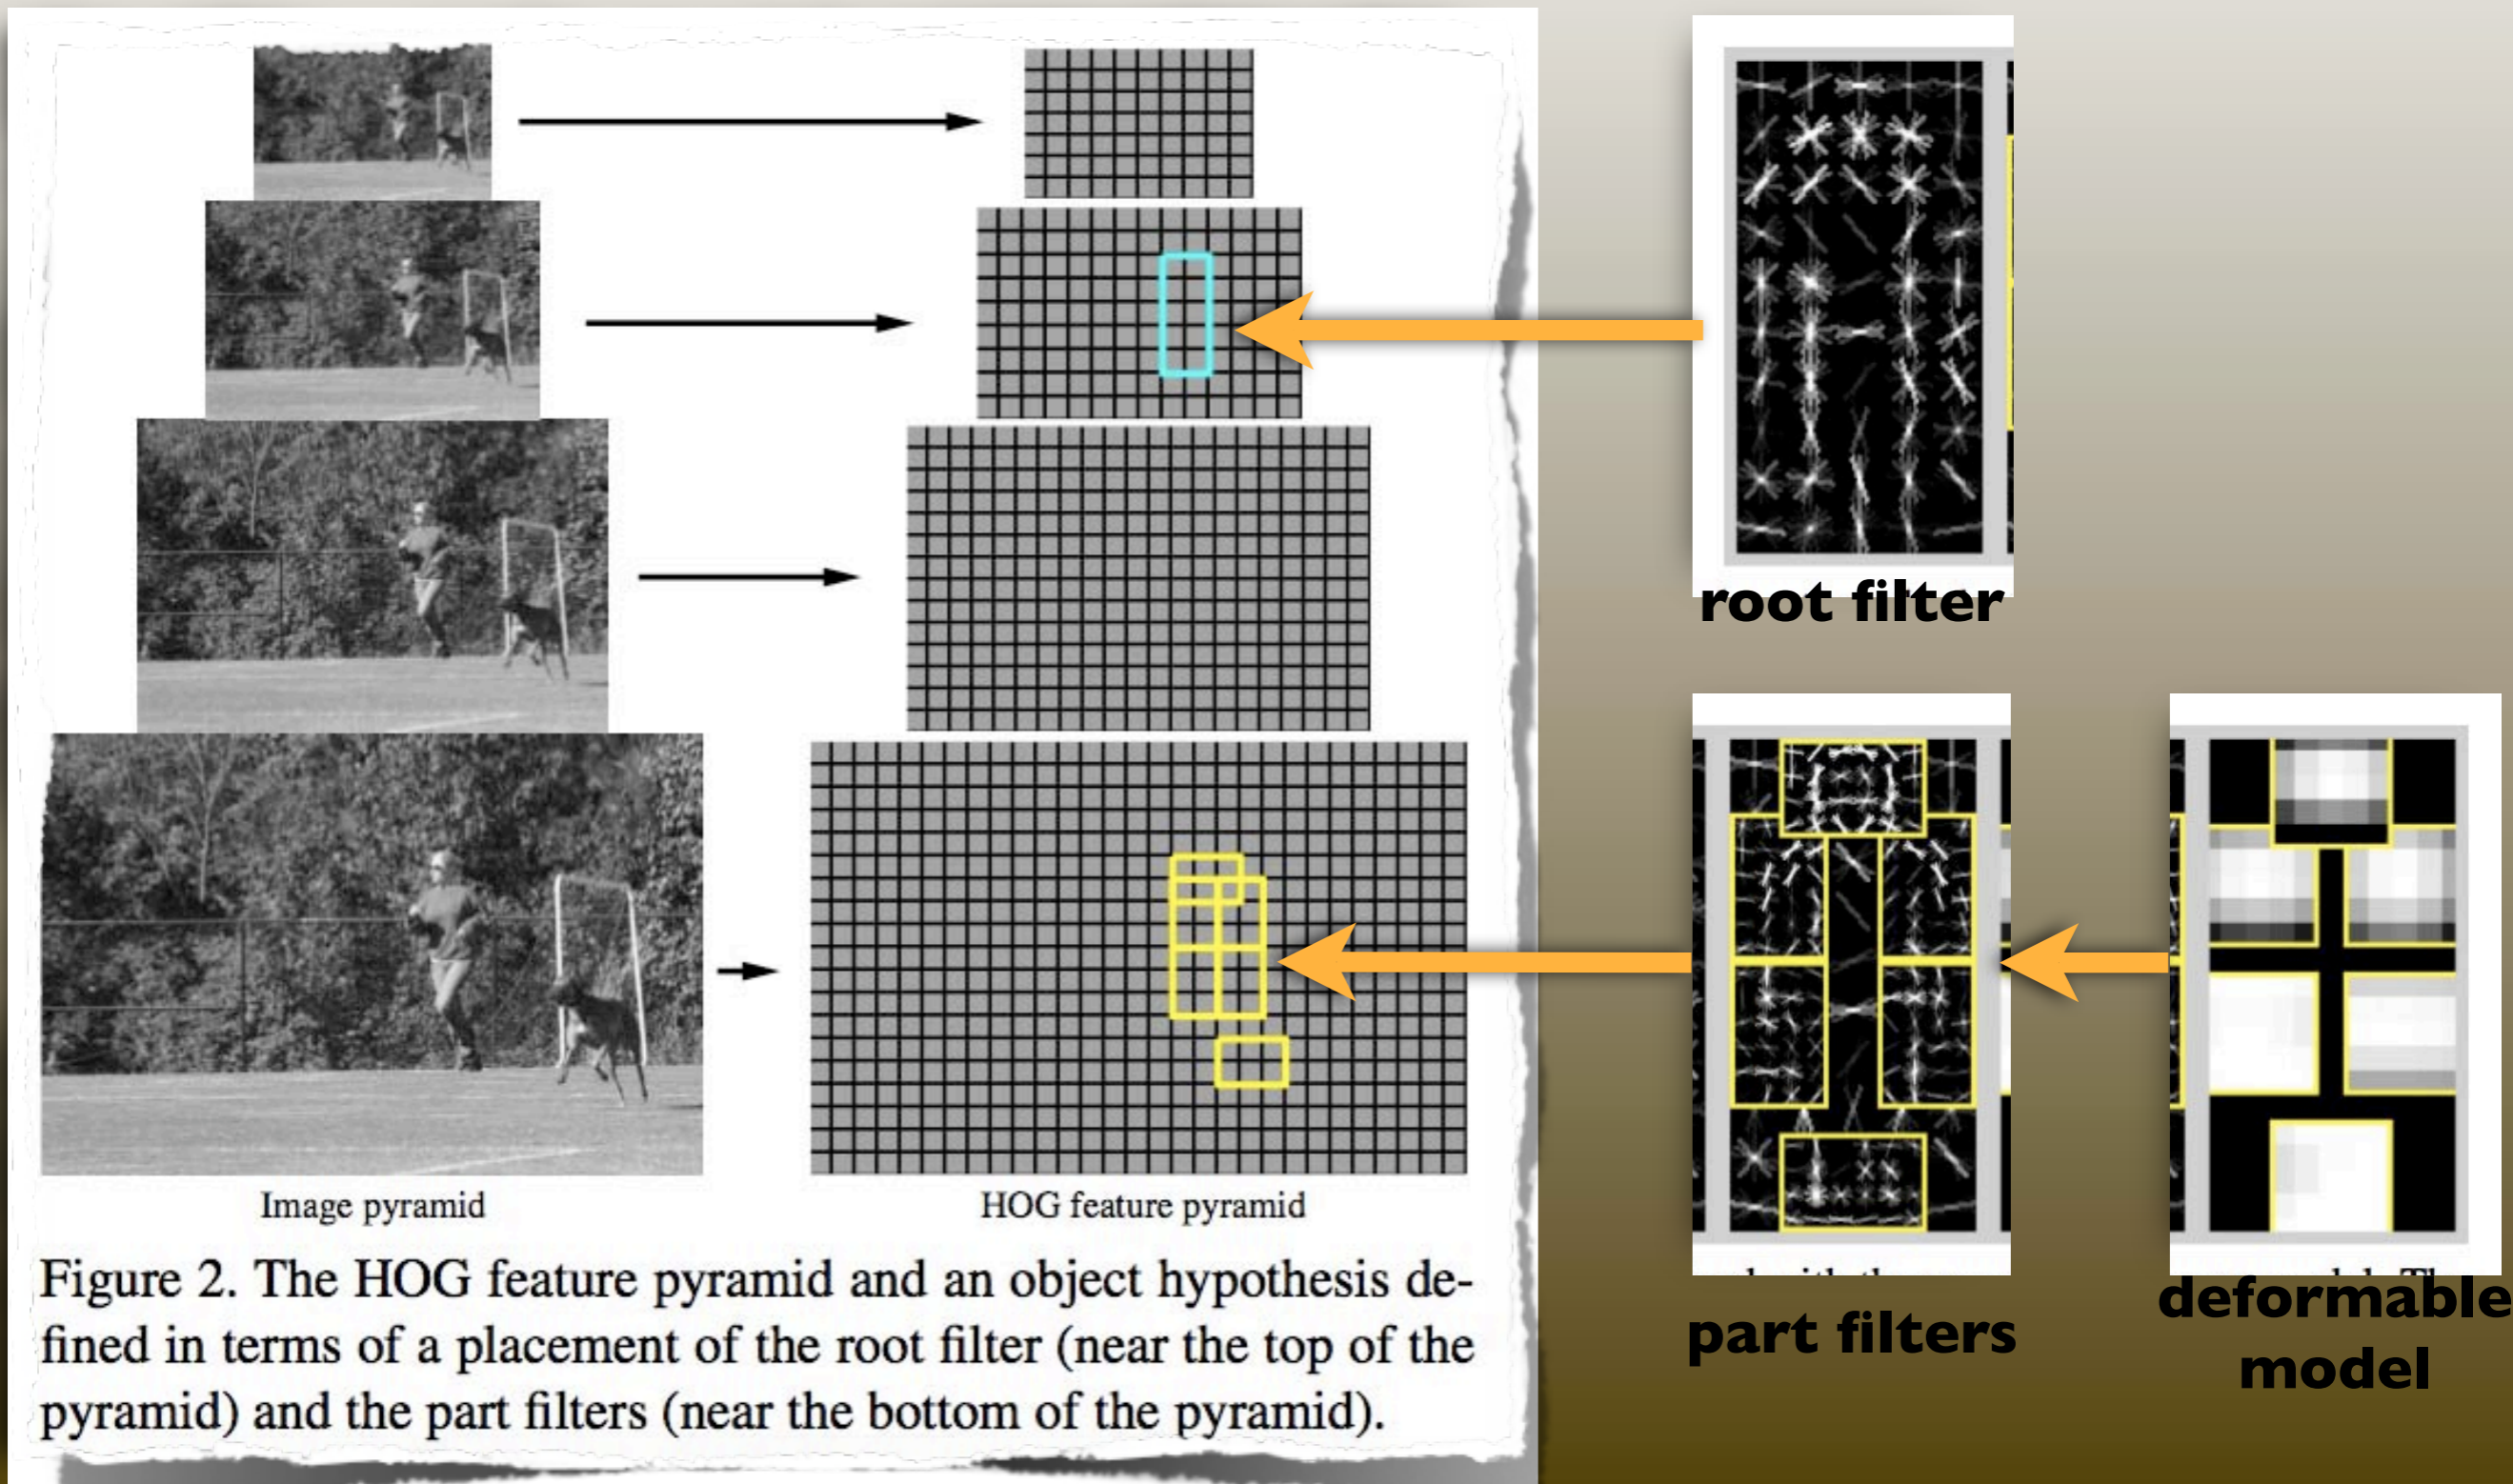 Image pyramid
HOG feature pyramid
Figure 2. The HOG feature pyramid and an object hypothesis de-
fined in terms of a placement of the root filter (near the top of the
pyramid) and the part filters (near the bottom of the pyramid).
root filter
part filters
deformable
model